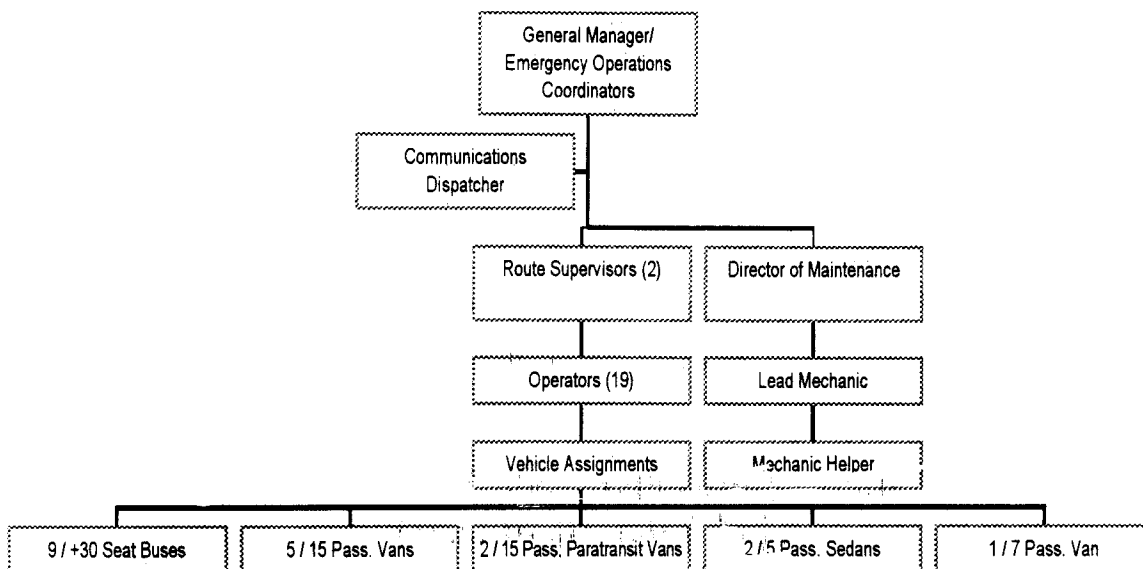 General Manager/
Emergency Operations
Coordinators
Communications
Dispatcher
Route Supervisors (2)
Director of Maintenance
Operators (19)
Lead Mechanic
Vehicle Assignments
Mechanic Helper
9 / +30 Seat Buses
5 / 15 Pass. Vans
2 / 15 Pass. Paratransit Vans
2 / 5 Pass. Sedans
1 / 7 Pass. Van